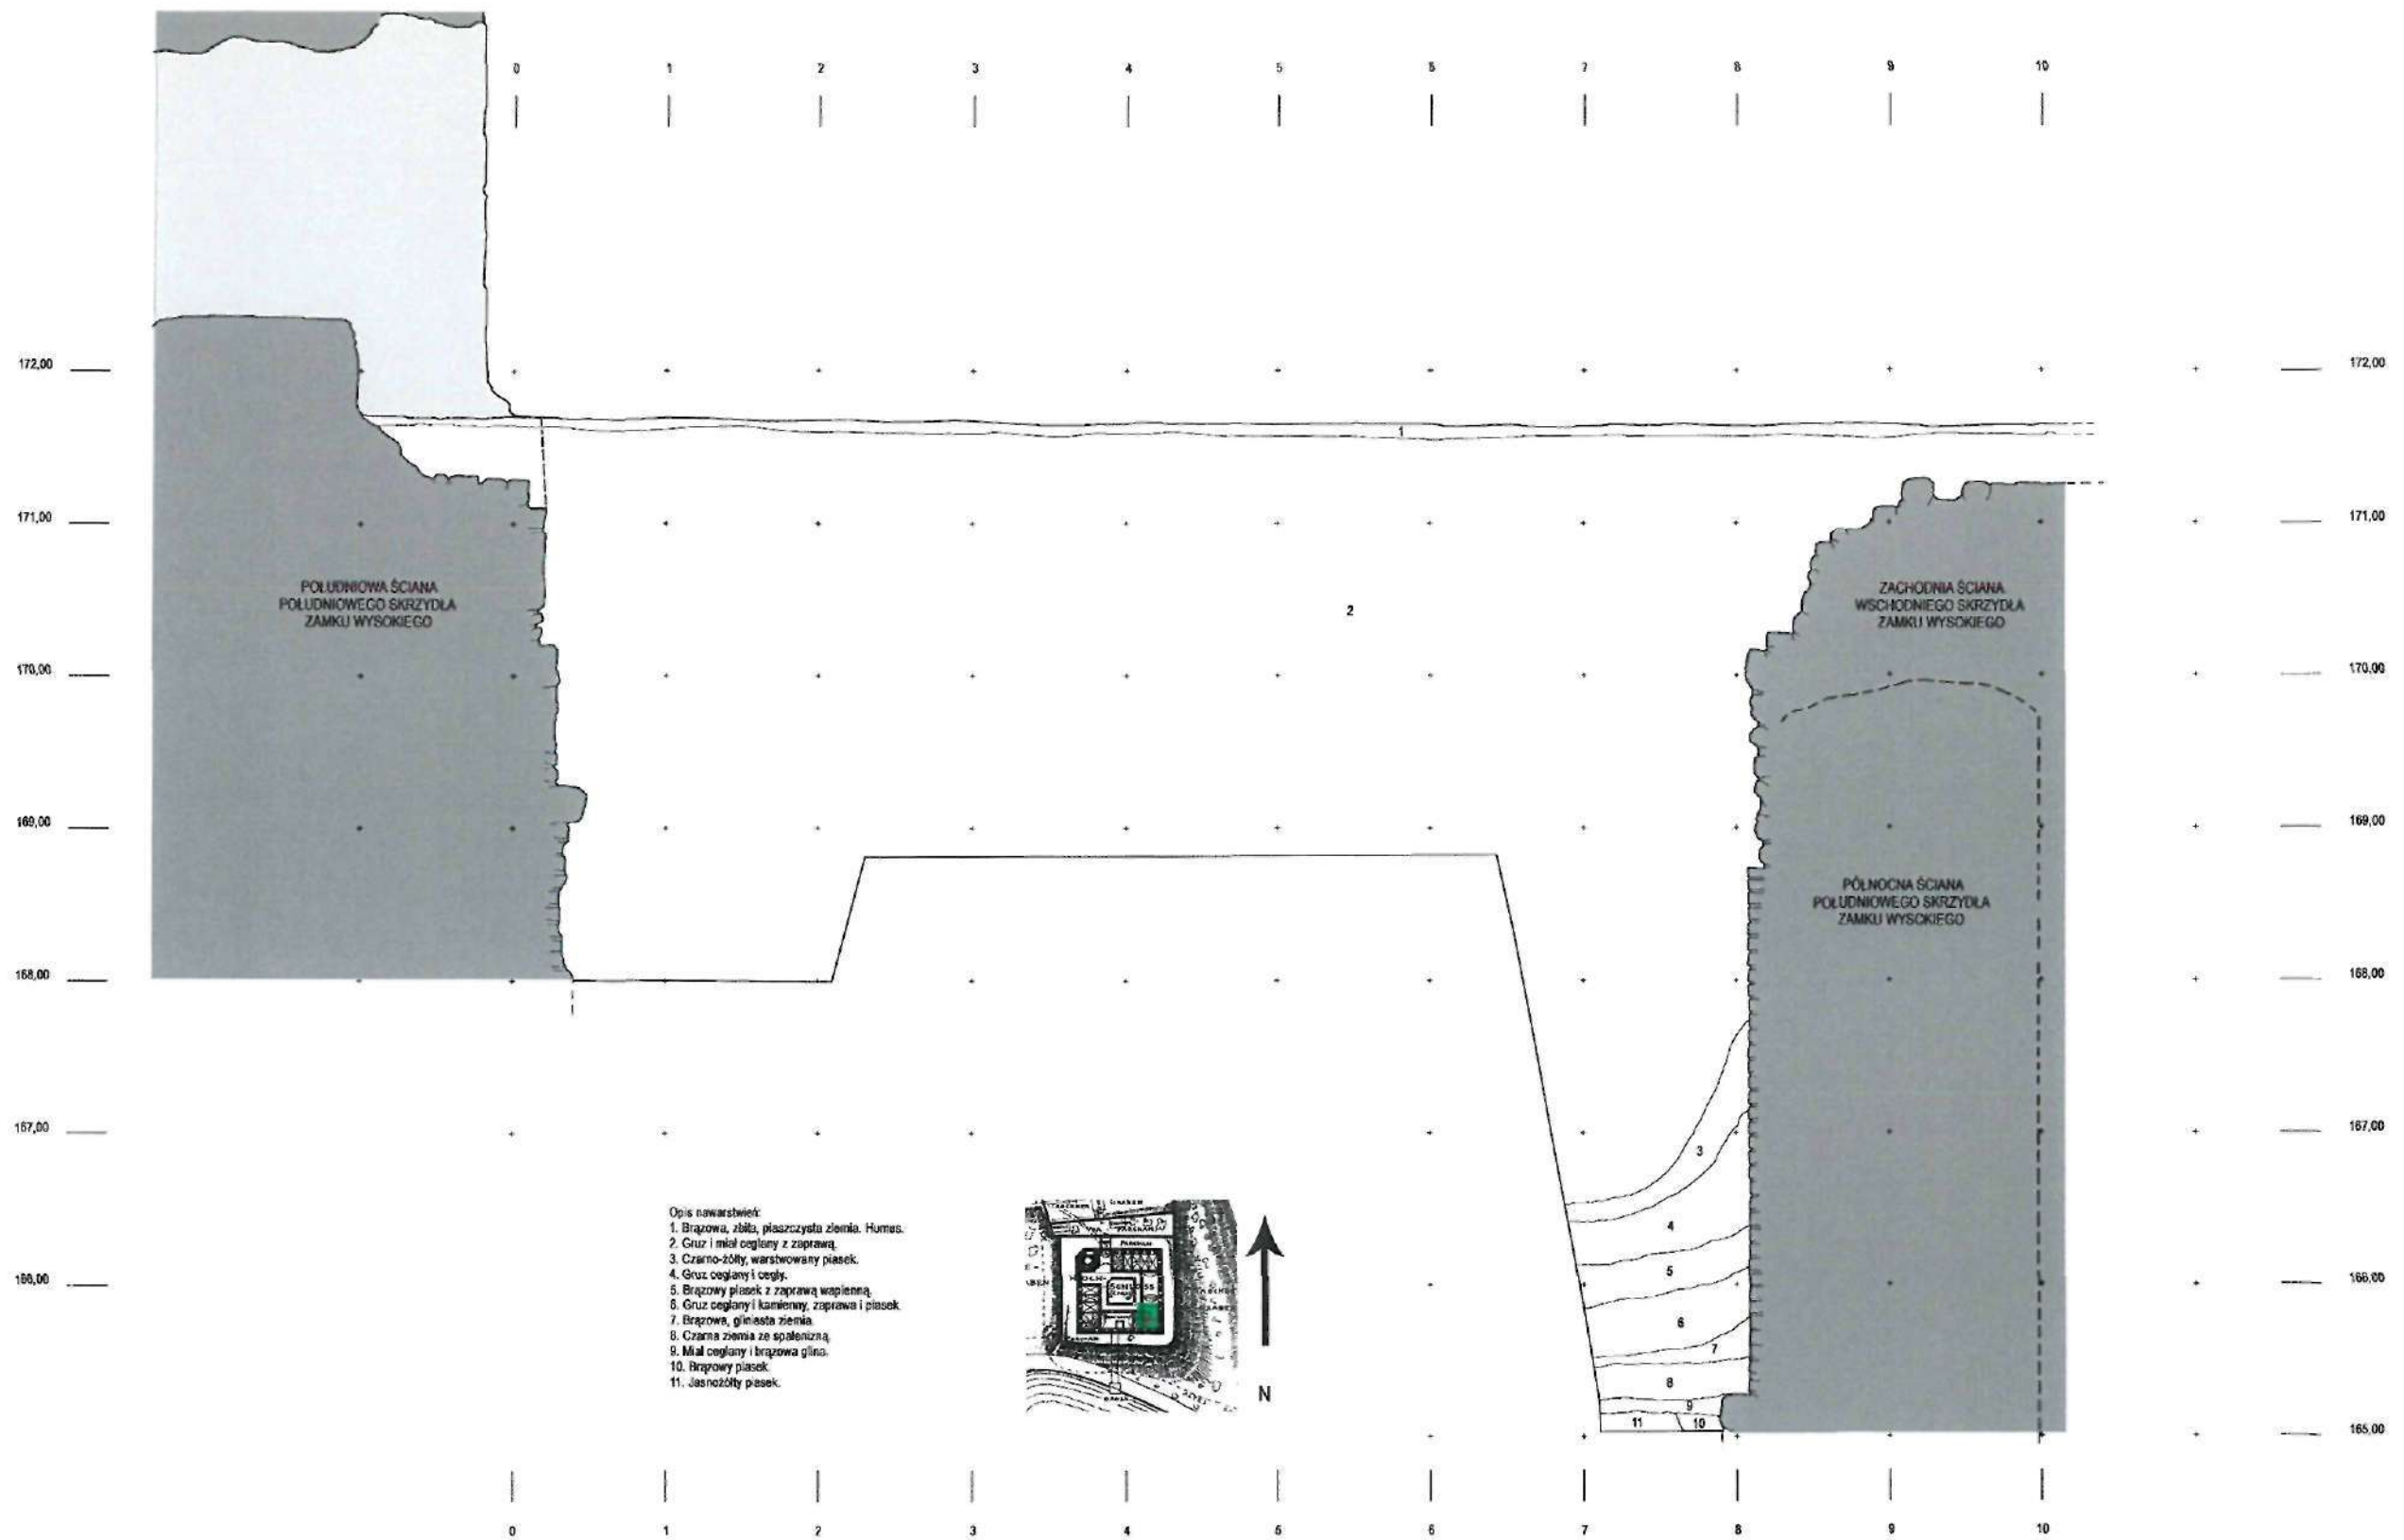 0 1 2 3 4 5 6 7 8 9 10
172,00 172,00
1
171,00 171,00
POŁUDNIOWA ŚCIANA
POŁUDNIOWEGO SKRZYDŁA
ZAMKU WYSOKIEGO
2
ZACHODNIA ŚCIANA
WSCHODNIEGO SKRZYDŁA
ZAMKU WYSOKIEGO
170,00 170,00
169,00 169,00
PÓŁNOCNA ŚCIANA
POŁUDNIOWEGO SKRZYDŁA
ZAMKU WYSOKIEGO
168,00 168,00
167,00 167,00
3
4
5
166,00 166,00
6
7
8
9
11 10
165,00
Opis nawarstwień:
1. Brązowa, zbita, piaszczysta ziemia. Humus.
2. Gruz i miał ceglany z zaprawą.
3. Czarno-żółty, warstwowany piasek.
4. Gruz ceglany i cegły.
5. Brązowy piasek z zaprawą wapienną.
6. Gruz ceglany i kamienny, zaprawa i piasek
7. Brązowa, gliniasta ziemia.
8. Czarna ziemia ze spalenizną.
9. Miał ceglany i brązowa glina.
10. Brązowy piasek.
11. Jasnożółty piasek.
N
0 1 2 3 4 5 6 7 8 9 10